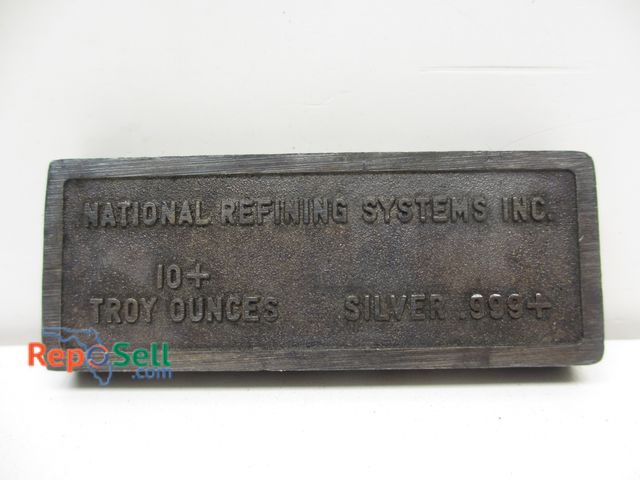 NATIONAL REFINING SYSTEMS INC.
10+
TROY OUNCES SILVER .999+
RepoSell
.com